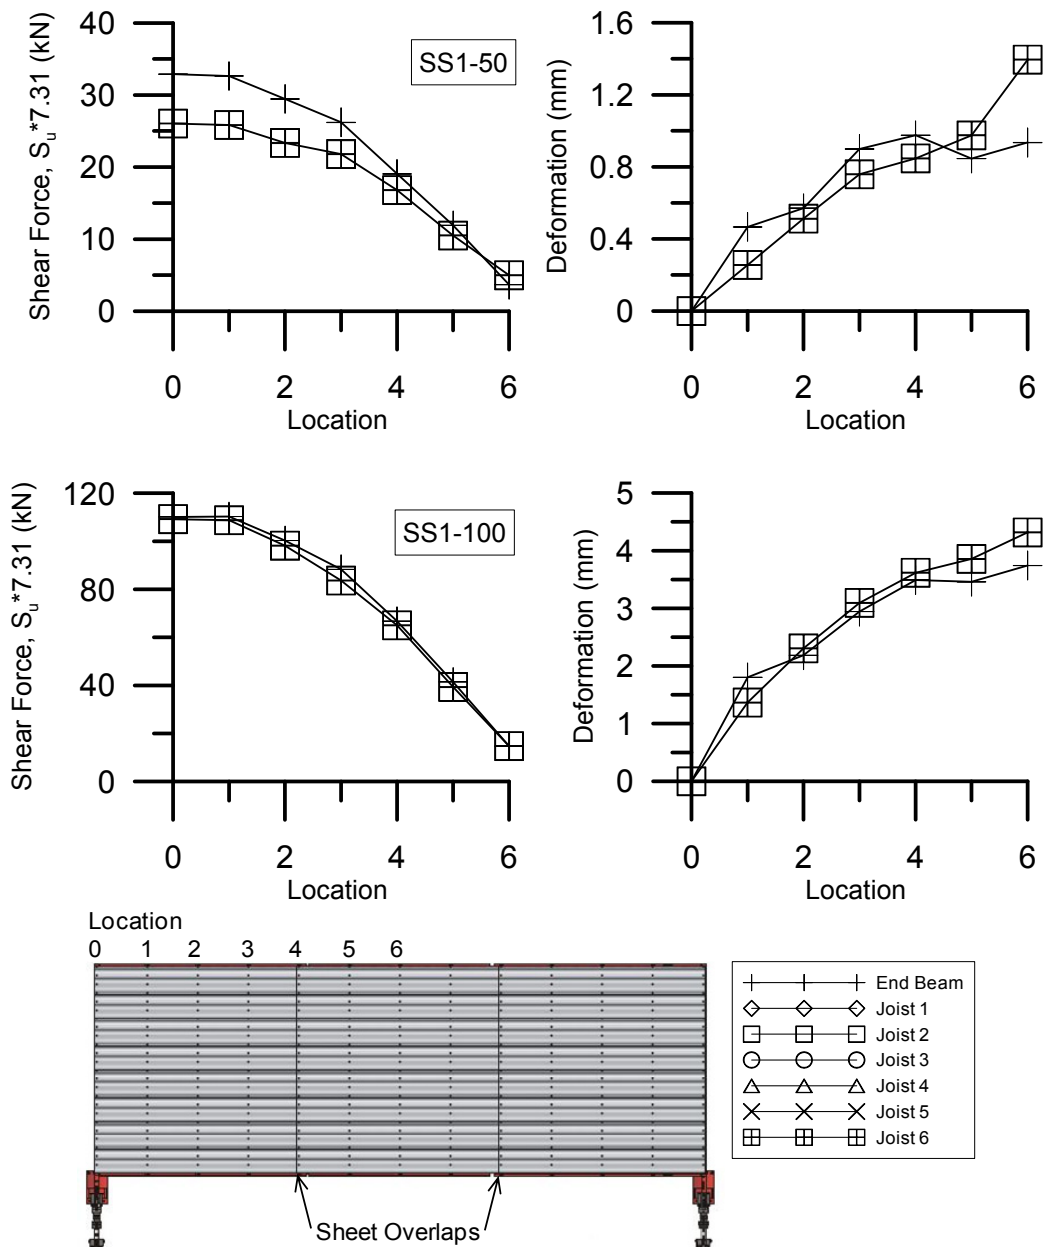 Shear Force, Su*7.31 (kN)
40
30
20
10
0
0 2 4 6
Location
SS1-50
Deformation (mm)
1.6
1.2
0.8
0.4
0
0 2 4 6
Location
Shear Force, Su*7.31 (kN)
120
80
40
0
0 2 4 6
Location
SS1-100
Deformation (mm)
5
4
3
2
1
0
0 2 4 6
Location
Location
0 1 2 3 4 5 6
End Beam
Joist 1
Joist 2
Joist 3
Joist 4
Joist 5
Joist 6
Sheet Overlaps